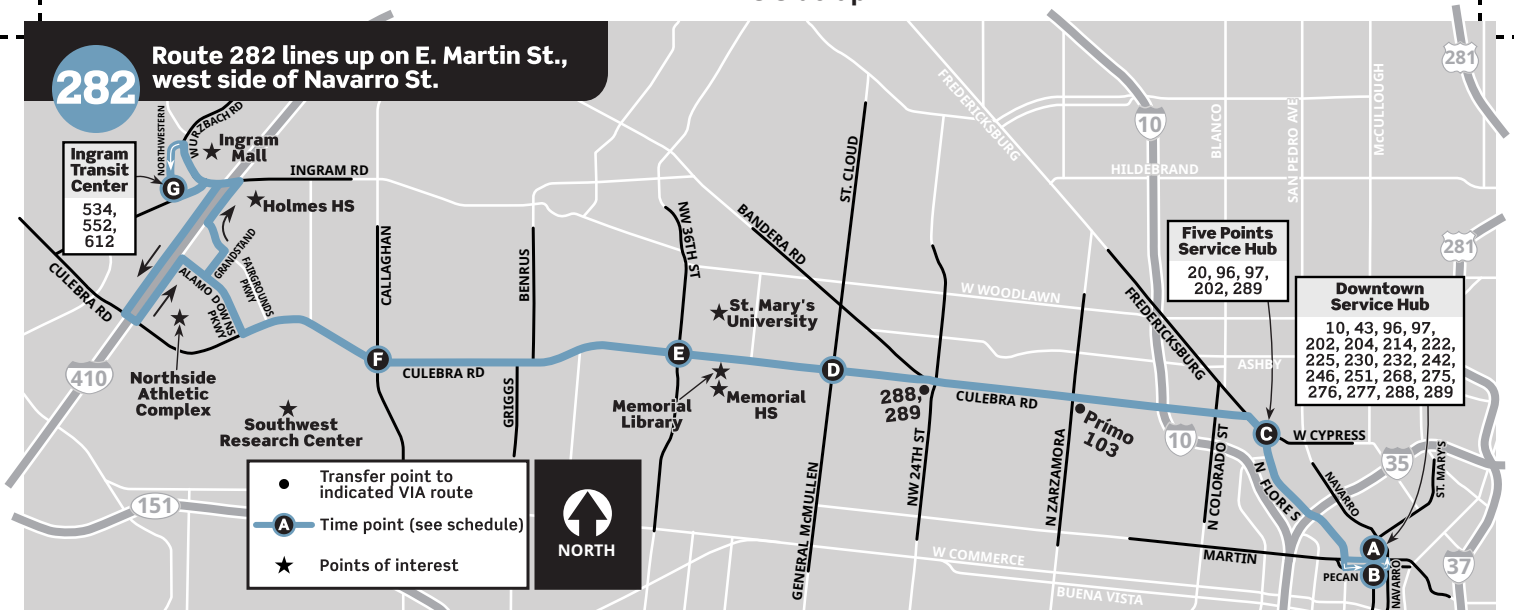 Route 282 lines up on E. Martin St.,
west side of Navarro St.
282
Ingram
Transit
Center
534,
552,
612
NORTHWESTERN
WURZBACH RD
Ingram
Mall
G
INGRAM RD
Holmes HS
CULEBRA RD
ALAMO DOWNS
PKWY
GRANDSTAND
FAIRGROUNDS
PKWY
410
Northside
Athletic
Complex
Southwest
Research Center
151
CALLAGHAN
F
CULEBRA RD
BENRUS
GRIGGS
NW 36TH ST
E
St. Mary's
University
Memorial
Library
Memorial
HS
BANDERA RD
ST. CLOUD
D
GENERAL McMULLEN
288,
289
NW 24TH ST
CULEBRA RD
W WOODLAWN
N ZARZAMORA
Prímo
103
FREDERICKSBURG
FREDERICKSBURG
10
HILDEBRAND
BLANCO
SAN PEDRO AVE
McCULLOUGH
281
281
Five Points
Service Hub
20, 96, 97,
202, 289
Downtown
Service Hub
10, 43, 96, 97,
202, 204, 214, 222,
225, 230, 232, 242,
246, 251, 268, 275,
276, 277, 288, 289
ASHBY
C
W CYPRESS
10
N COLORADO ST
N FLORES
35
NAVARRO
ST. MARY'S
MARTIN
A
B
PECAN
NAVARRO
37
W COMMERCE
BUENA VISTA
Transfer point to
indicated VIA route
A
Time point (see schedule)
Points of interest
NORTH